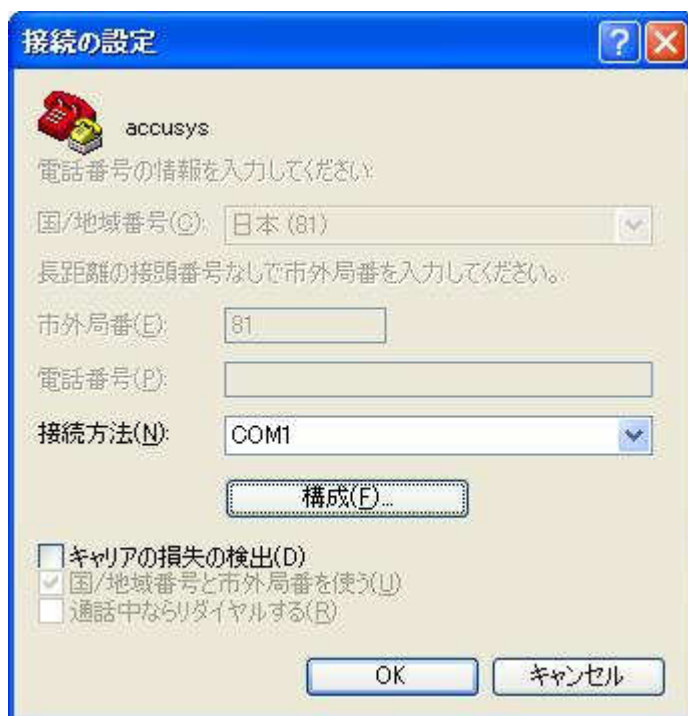 接続の設定
accusys
電話番号の情報を入力してください:
国/地域番号(C): 日本 (81)
長距離の接頭番号なしで市外局番を入力してください。
市外局番(E): 81
電話番号(P):
接続方法(N): COM1
構成(F)...
キャリアの損失の検出(D)
国/地域番号と市外局番を使う(U)
通話中ならリダイヤルする(R)
OK キャンセル